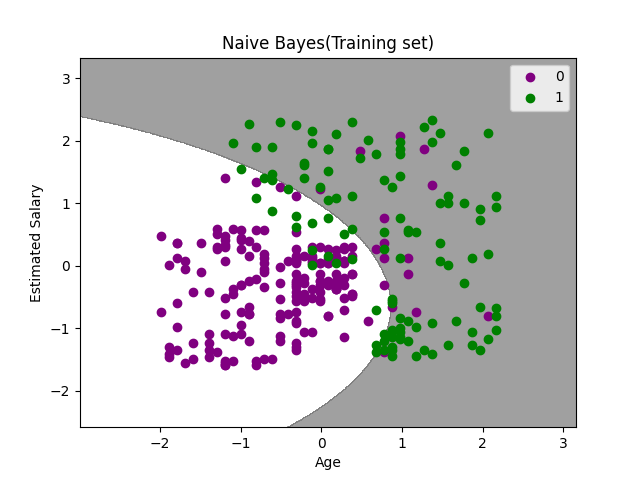 Naive Bayes(Training set)
0
1
Estimated Salary
3
2
1
0
−1
−2
−2 −1 0 1 2 3
Age